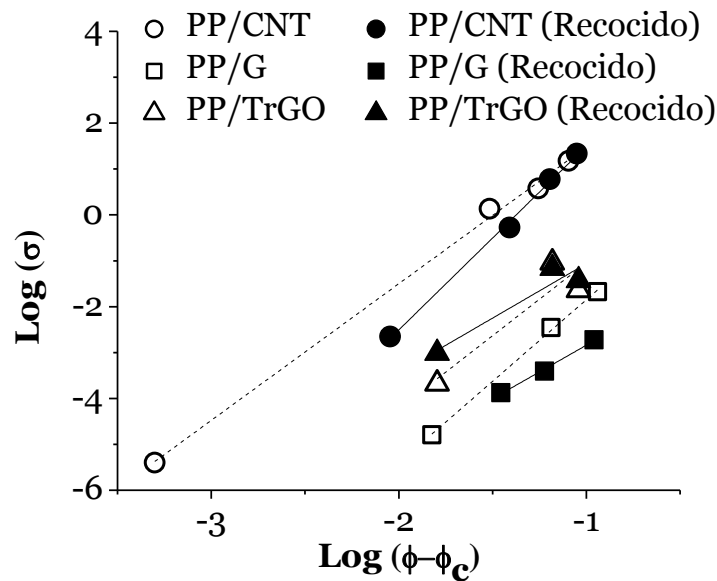 4
PP/CNT
PP/CNT (Recocido)
PP/G
PP/G (Recocido)
PP/TrGO
PP/TrGO (Recocido)
2
0
-2
-4
-6
Log (σ)
-3
-2
-1
Log (ϕ−ϕc)